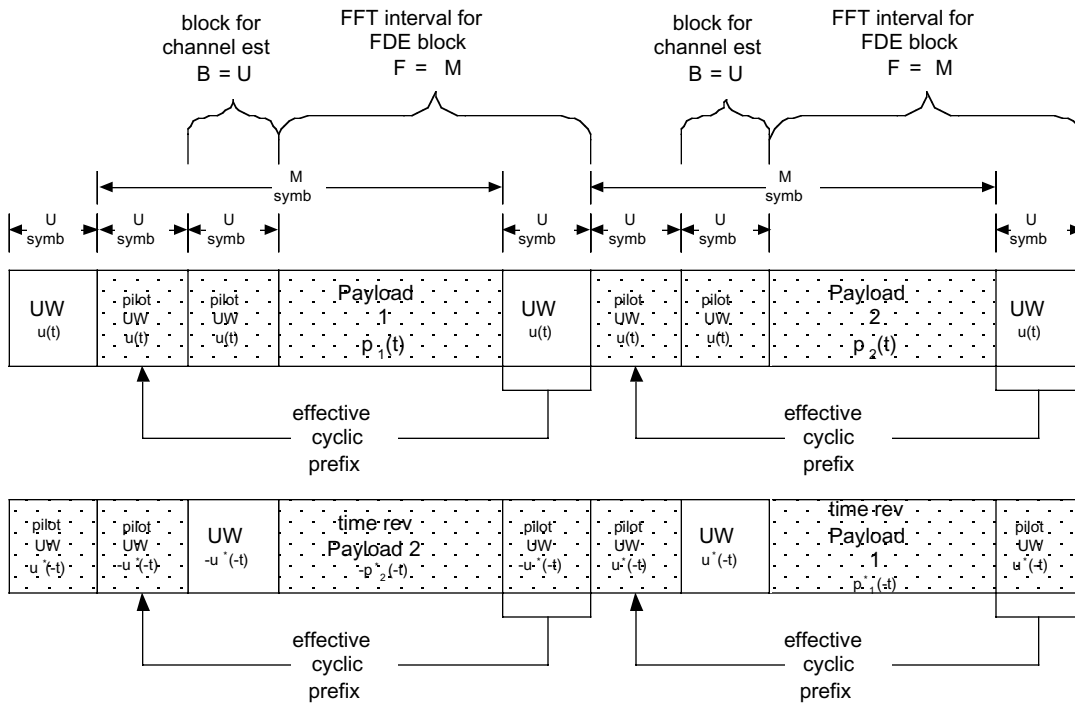 block for
channel est
B = U
FFT interval for
FDE block
F = M
block for
channel est
B = U
FFT interval for
FDE block
F = M
M
symb
M
symb
U
symb
U
symb
U
symb
U
symb
U
symb
U
symb
U
symb
UW
u(t)
pilot
UW
u(t)
pilot
UW
u(t)
Payload
1
p 1(t)
UW
u(t)
pilot
UW
u(t)
pilot
UW
u(t)
Payload
2
p 2(t)
UW
u(t)
effective
cyclic
prefix
effective
cyclic
prefix
pilot
UW
u*(-t)
pilot
UW
-u*(-t)
UW
-u*(-t)
time rev
Payload 2
-p*2(-t)
pilot
UW
-u*(-t)
pilot
UW
u*(-t)
UW
u*(-t)
time rev
Payload
1
p*1(-t)
pilot
UW
u*(-t)
effective
cyclic
prefix
effective
cyclic
prefix